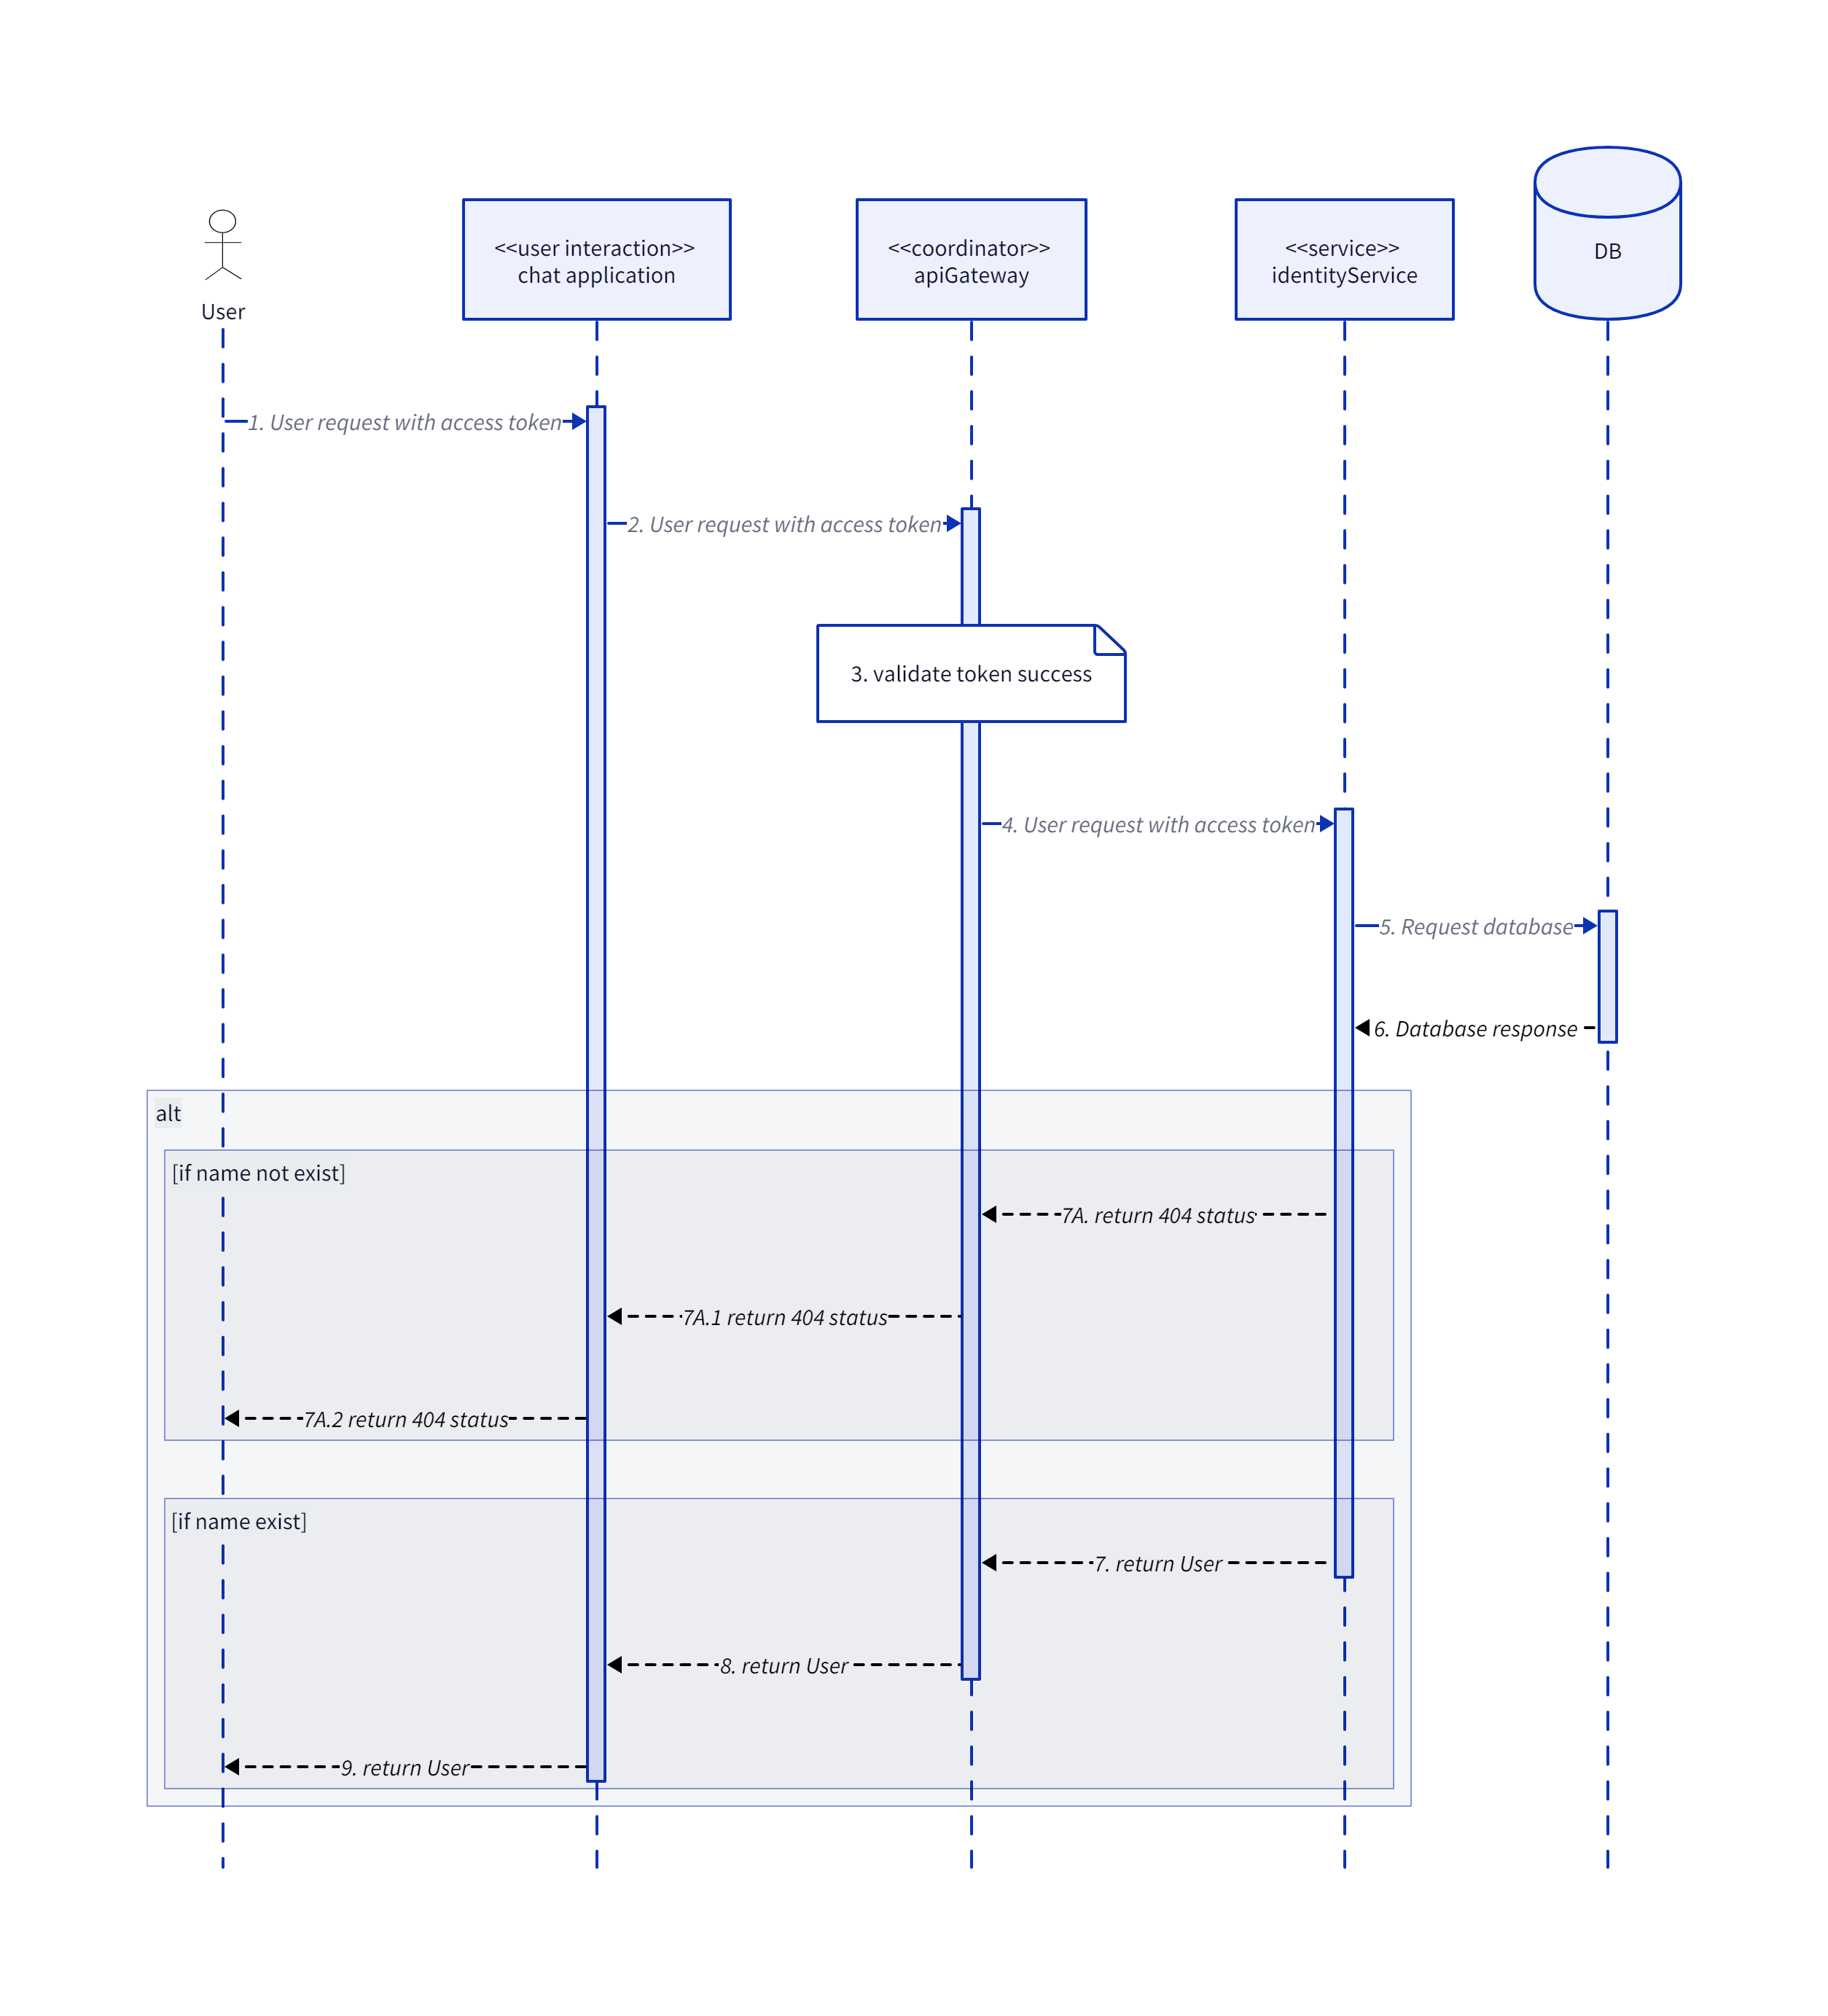 User
<<user interaction>>
chat application
<<coordinator>>
apiGateway
<<service>>
identityService
DB
1. User request with access token
2. User request with access token
3. validate token success
4. User request with access token
5. Request database
6. Database response
alt
[if name not exist]
7A. return 404 status
7A.1 return 404 status
7A.2 return 404 status
[if name exist]
7. return User
8. return User
9. return User